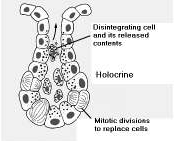 Disintegrating cell
and its released
contents
Holocrine
Mitotic divisions
to replace cells